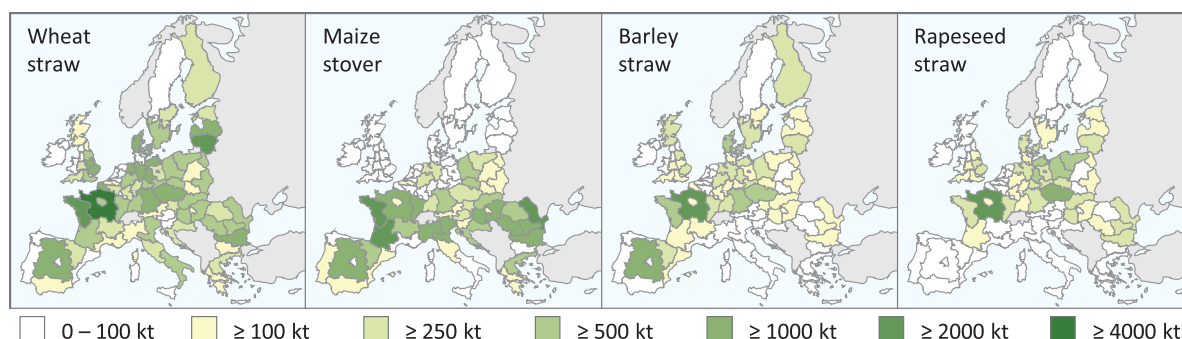 Wheat
straw
Maize
stover
Barley
straw
Rapeseed
straw
0 – 100 kt
≥ 100 kt
≥ 250 kt
≥ 500 kt
≥ 1000 kt
≥ 2000 kt
≥ 4000 kt